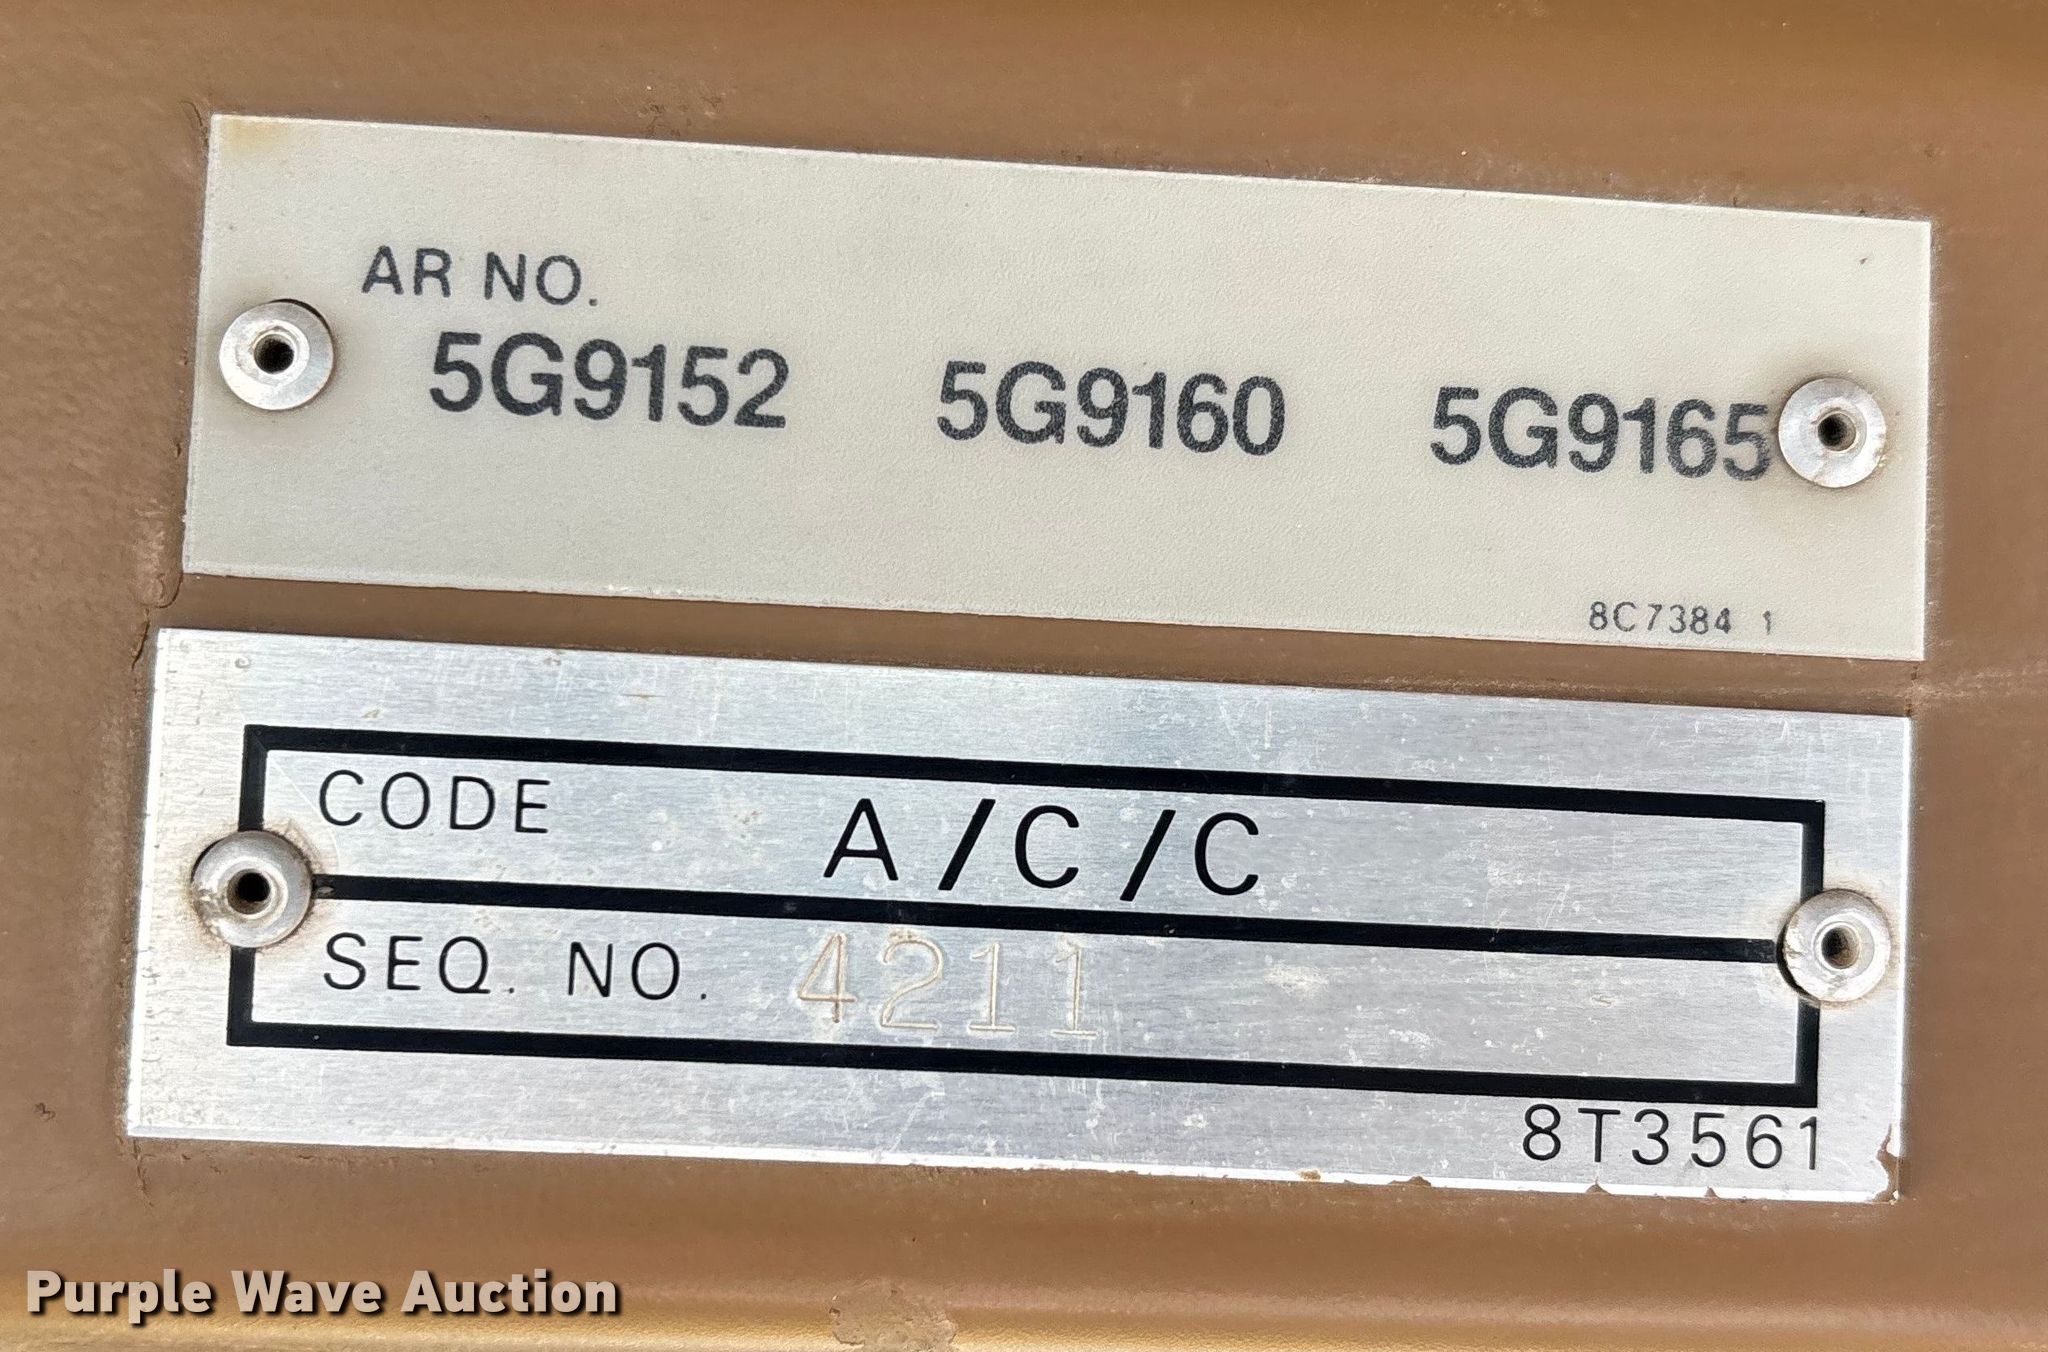 AR NO.
5G9152 5G9160 5G9165
8C7384 1
CODE A/C/C
SEQ. NO. 4211
8T3561
Purple Wave Auction